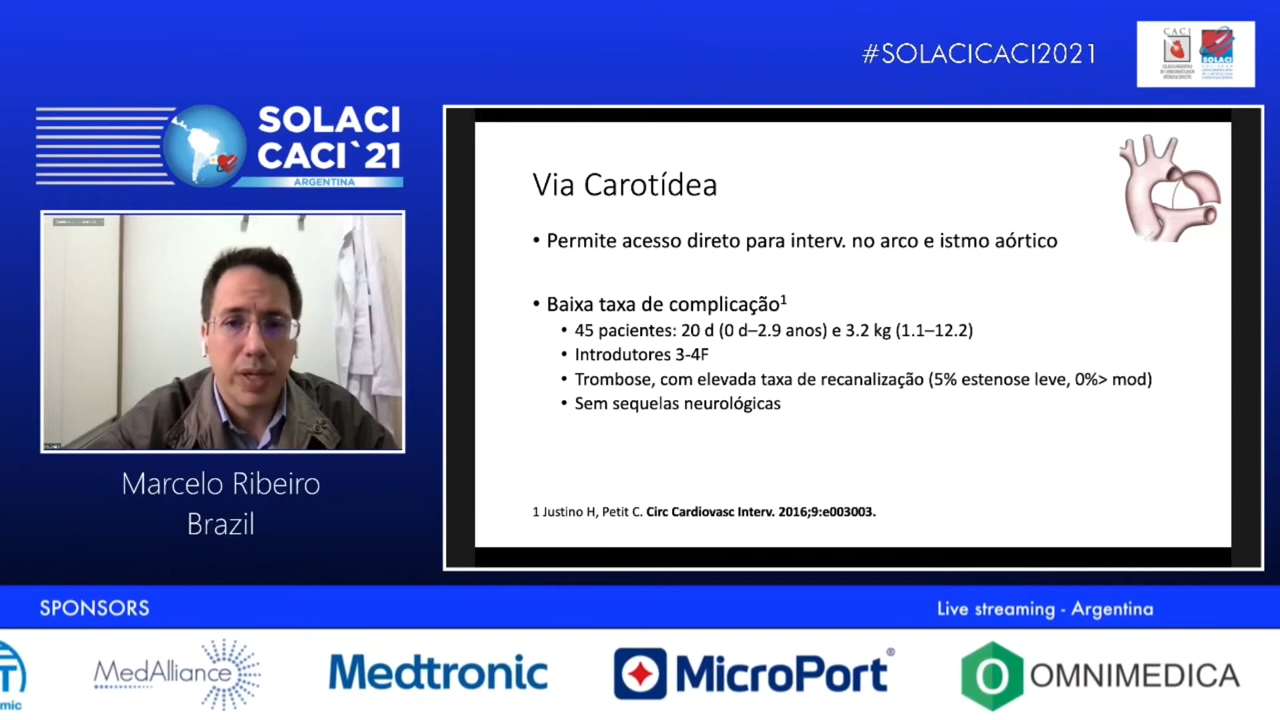 #SOLACICACI2021
CACI
SOLACI
SOLACI
CACI`21
ARGENTINA
Via Carotídea
• Permite acesso direto para interv. no arco e istmo aórtico
• Baixa taxa de complicação¹
• 45 pacientes: 20 d (0 d–2.9 anos) e 3.2 kg (1.1–12.2)
• Introdutores 3-4F
• Trombose, com elevada taxa de recanalização (5% estenose leve, 0%> mod)
• Sem sequelas neurológicas
1 Justino H, Petit C. Circ Cardiovasc Interv. 2016;9:e003003.
Marcelo Ribeiro
Brazil
SPONSORS
Live streaming - Argentina
MedAlliance
Medtronic
MicroPort®
OMNIMEDICA